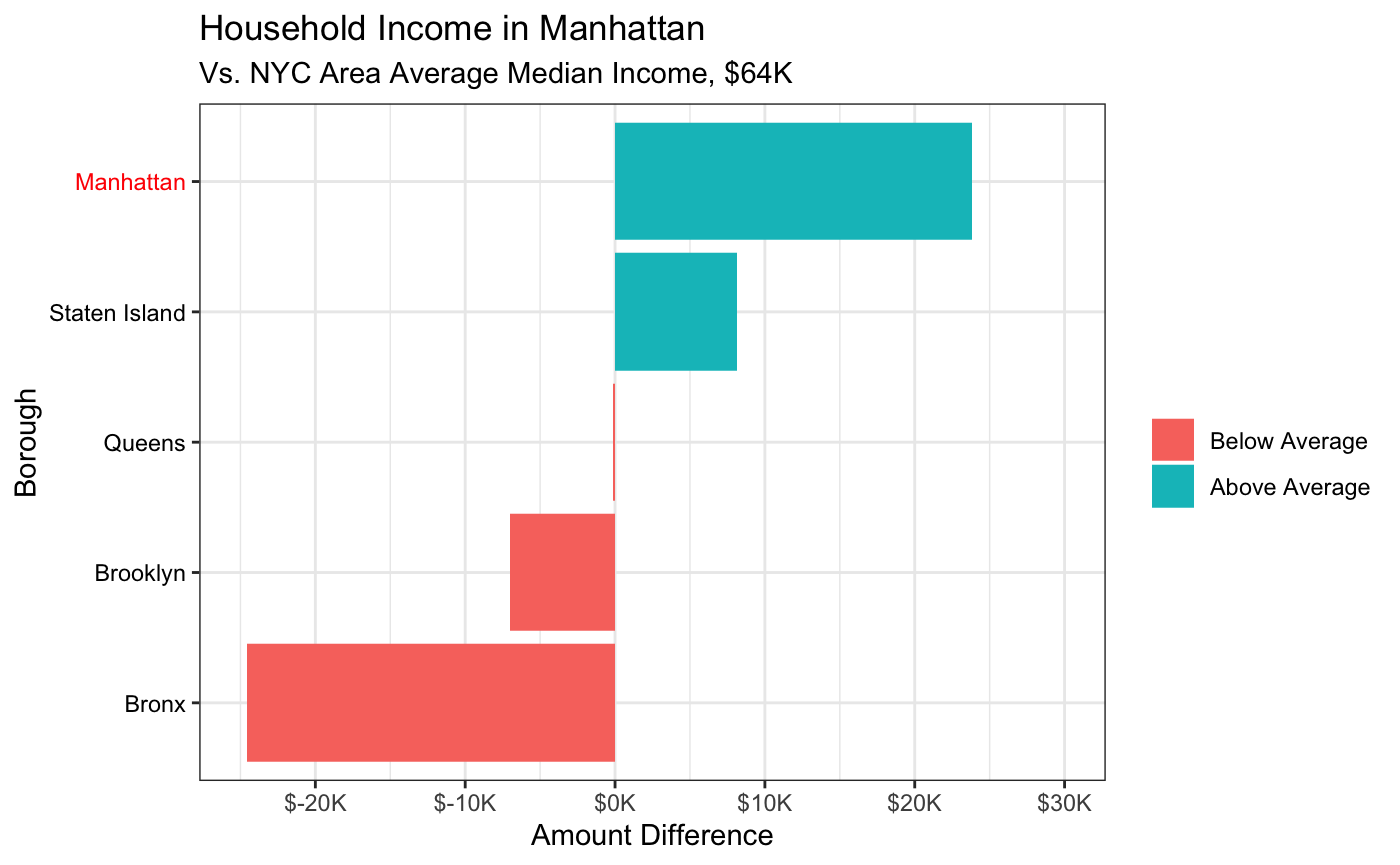 Household Income in Manhattan
Vs. NYC Area Average Median Income, $64K
Manhattan
Staten Island
Queens
Brooklyn
Bronx
Borough
Below Average
Above Average
$-20K
$-10K
$0K
$10K
$20K
$30K
Amount Difference